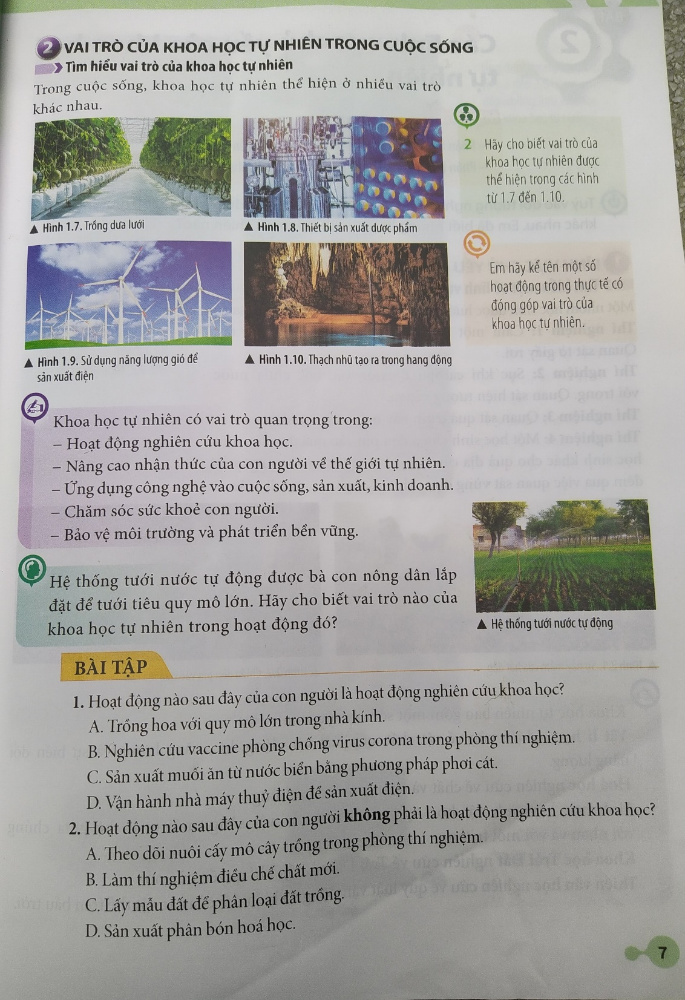 2 VAI TRÒ CỦA KHOA HỌC TỰ NHIÊN TRONG CUỘC SỐNG
Tìm hiểu vai trò của khoa học tự nhiên
Trong cuộc sống, khoa học tự nhiên thể hiện ở nhiều vai trò
khác nhau.
▲ Hình 1.7. Trồng dưa lưới
▲ Hình 1.8. Thiết bị sản xuất dược phẩm
2 Hãy cho biết vai trò của
khoa học tự nhiên được
thể hiện trong các hình
từ 1.7 đến 1.10.
▲ Hình 1.9. Sử dụng năng lượng gió để
sản xuất điện
▲ Hình 1.10. Thạch nhũ tạo ra trong hang động
Em hãy kể tên một số
hoạt động trong thực tế có
đóng góp vai trò của
khoa học tự nhiên.
Khoa học tự nhiên có vai trò quan trọng trong:
– Hoạt động nghiên cứu khoa học.
– Nâng cao nhận thức của con người về thế giới tự nhiên.
– Ứng dụng công nghệ vào cuộc sống, sản xuất, kinh doanh.
– Chăm sóc sức khoẻ con người.
– Bảo vệ môi trường và phát triển bền vững.
Hệ thống tưới nước tự động được bà con nông dân lắp
đặt để tưới tiêu quy mô lớn. Hãy cho biết vai trò nào của
khoa học tự nhiên trong hoạt động đó?
▲ Hệ thống tưới nước tự động
BÀI TẬP
1. Hoạt động nào sau đây của con người là hoạt động nghiên cứu khoa học?
A. Trồng hoa với quy mô lớn trong nhà kính.
B. Nghiên cứu vaccine phòng chống virus corona trong phòng thí nghiệm.
C. Sản xuất muối ăn từ nước biển bằng phương pháp phơi cát.
D. Vận hành nhà máy thuỷ điện để sản xuất điện.
2. Hoạt động nào sau đây của con người không phải là hoạt động nghiên cứu khoa học?
A. Theo dõi nuôi cấy mô cây trồng trong phòng thí nghiệm.
B. Làm thí nghiệm điều chế chất mới.
C. Lấy mẫu đất để phân loại đất trồng.
D. Sản xuất phân bón hoá học.
7